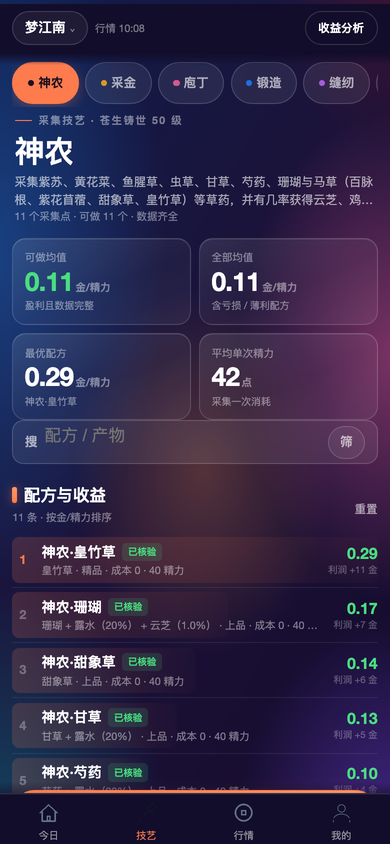 梦江南
行情 10:08
收益分析
神农
采金
庖丁
锻造
缝纫
采集技艺 · 苍生铸世 50 级
神农
采集紫苏、黄花菜、鱼腥草、虫草、甘草、芍药、珊瑚与马草（百脉
根、紫花苜蓿、甜象草、皇竹草）等草药，并有几率获得云芝、鸡...
11 个采集点 · 可做 11 个 · 数据齐全
可做均值
0.11 金/精力
盈利且数据完整
全部均值
0.11 金/精力
含亏损 / 薄利配方
最优配方
0.29 金/精力
神农·皇竹草
平均单次精力
42 点
采集一次消耗
搜 配方 / 产物 筛
配方与收益
11 条 · 按金/精力排序
重置
1 神农·皇竹草 已核验 0.29
皇竹草 · 精品 · 成本 0 · 40 精力 利润 +11 金
2 神农·珊瑚 已核验 0.17
珊瑚 + 露水（20%） + 云芝（1.0%） · 上品 · 成本 0 · 40 ... 利润 +7 金
3 神农·甜象草 已核验 0.14
甜象草 · 上品 · 成本 0 · 40 精力 利润 +6 金
4 神农·甘草 已核验 0.13
甘草 + 露水（20%） · 上品 · 成本 0 · 40 精力 利润 +5 金
5 神农·芍药 已核验 0.10
今日
技艺
行情
我的